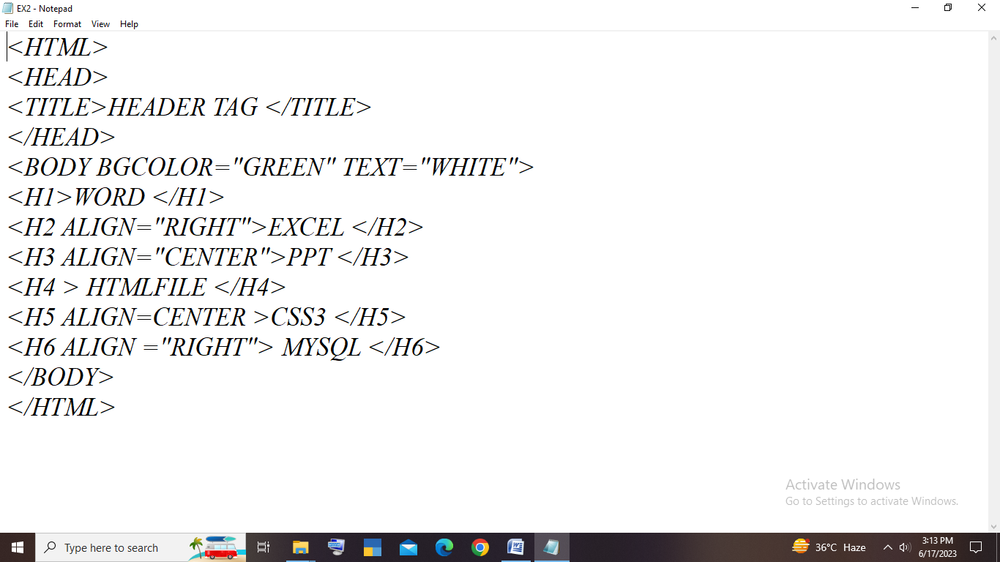 EX2 - Notepad
File Edit Format View Help
<HTML>
<HEAD>
<TITLE>HEADER TAG </TITLE>
</HEAD>
<BODY BGCOLOR="GREEN" TEXT="WHITE">
<H1>WORD </H1>
<H2 ALIGN="RIGHT">EXCEL </H2>
<H3 ALIGN="CENTER">PPT </H3>
<H4 > HTMLFILE </H4>
<H5 ALIGN=CENTER >CSS3 </H5>
<H6 ALIGN ="RIGHT"> MYSQL </H6>
</BODY>
</HTML>
Activate Windows
Go to Settings to activate Windows.
Type here to search
36°C Haze
3:13 PM
6/17/2023